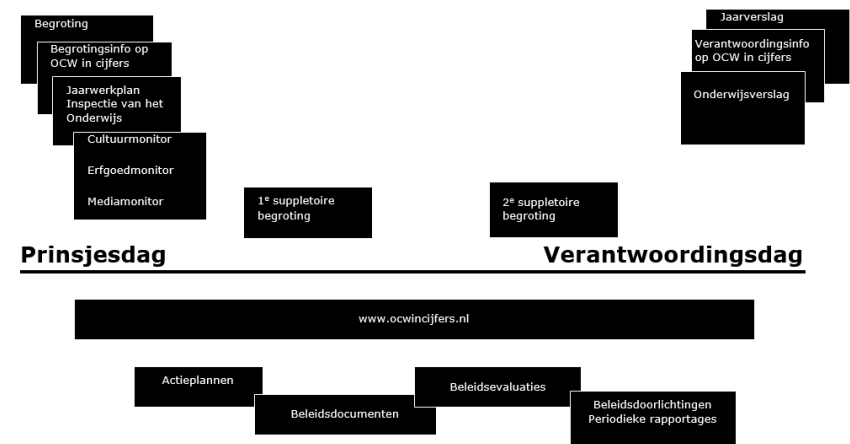 Begroting
Begrotingsinfo op
OCW in cijfers
Jaarwerkplan
Inspectie van het
Onderwijs
Cultuurmonitor
Erfgoedmonitor
Mediamonitor
1e suppletoire
begroting
2e suppletoire
begroting
Jaarverslag
Verantwoordingsinfo
op OCW in cijfers
Onderwijsverslag
Prinsjesdag
Verantwoordingsdag
www.ocwincijfers.nl
Actieplannen
Beleidsdocumenten
Beleidsevaluaties
Beleidsdoorlichtingen
Periodieke rapportages